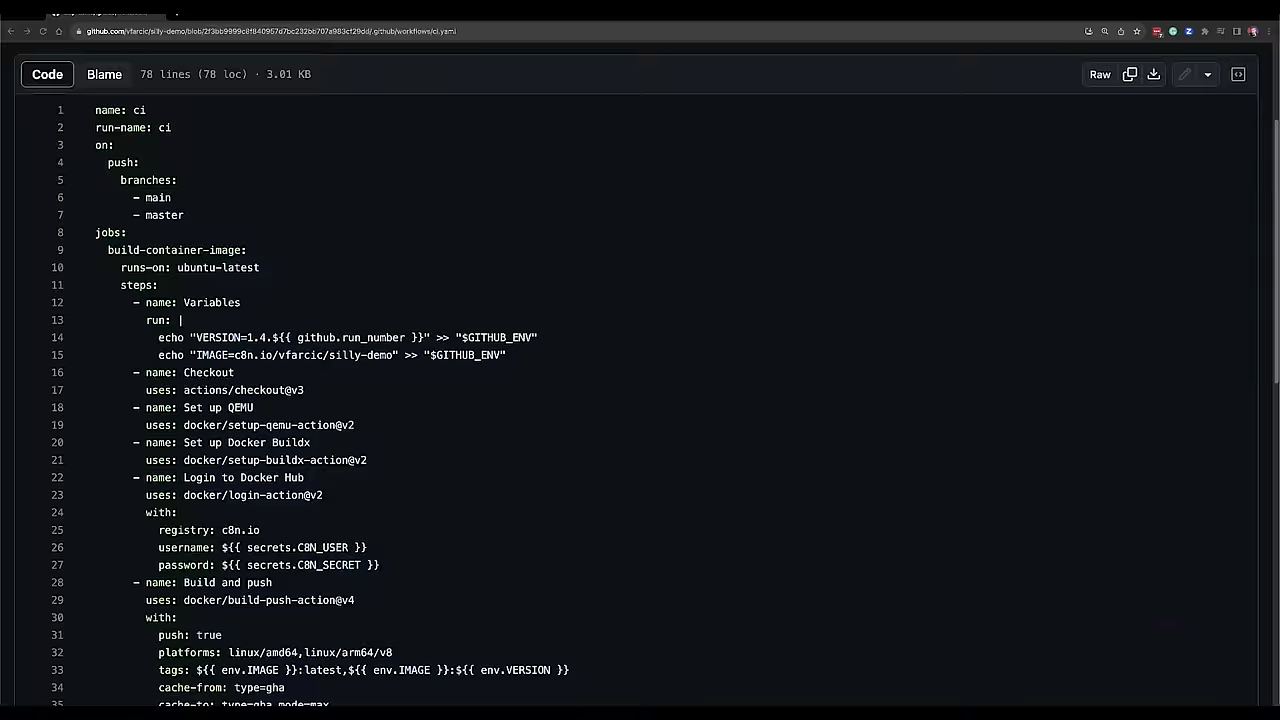 github.com/vfarcic/silly-demo/blob/2f3bb9999c8f840957d7bc232bb707a983cf29dd/.github/workflows/ci.yaml
Code Blame 78 lines (78 loc) · 3.01 KB Raw
1 name: ci
2 run-name: ci
3 on:
4 push:
5 branches:
6 - main
7 - master
8 jobs:
9 build-container-image:
10 runs-on: ubuntu-latest
11 steps:
12 - name: Variables
13 run: |
14 echo "VERSION=1.4.${{ github.run_number }}" >> "$GITHUB_ENV"
15 echo "IMAGE=c8n.io/vfarcic/silly-demo" >> "$GITHUB_ENV"
16 - name: Checkout
17 uses: actions/checkout@v3
18 - name: Set up QEMU
19 uses: docker/setup-qemu-action@v2
20 - name: Set up Docker Buildx
21 uses: docker/setup-buildx-action@v2
22 - name: Login to Docker Hub
23 uses: docker/login-action@v2
24 with:
25 registry: c8n.io
26 username: ${{ secrets.C8N_USER }}
27 password: ${{ secrets.C8N_SECRET }}
28 - name: Build and push
29 uses: docker/build-push-action@v4
30 with:
31 push: true
32 platforms: linux/amd64,linux/arm64/v8
33 tags: ${{ env.IMAGE }}:latest,${{ env.IMAGE }}:${{ env.VERSION }}
34 cache-from: type=gha
35 cache-to: type=gha,mode=max